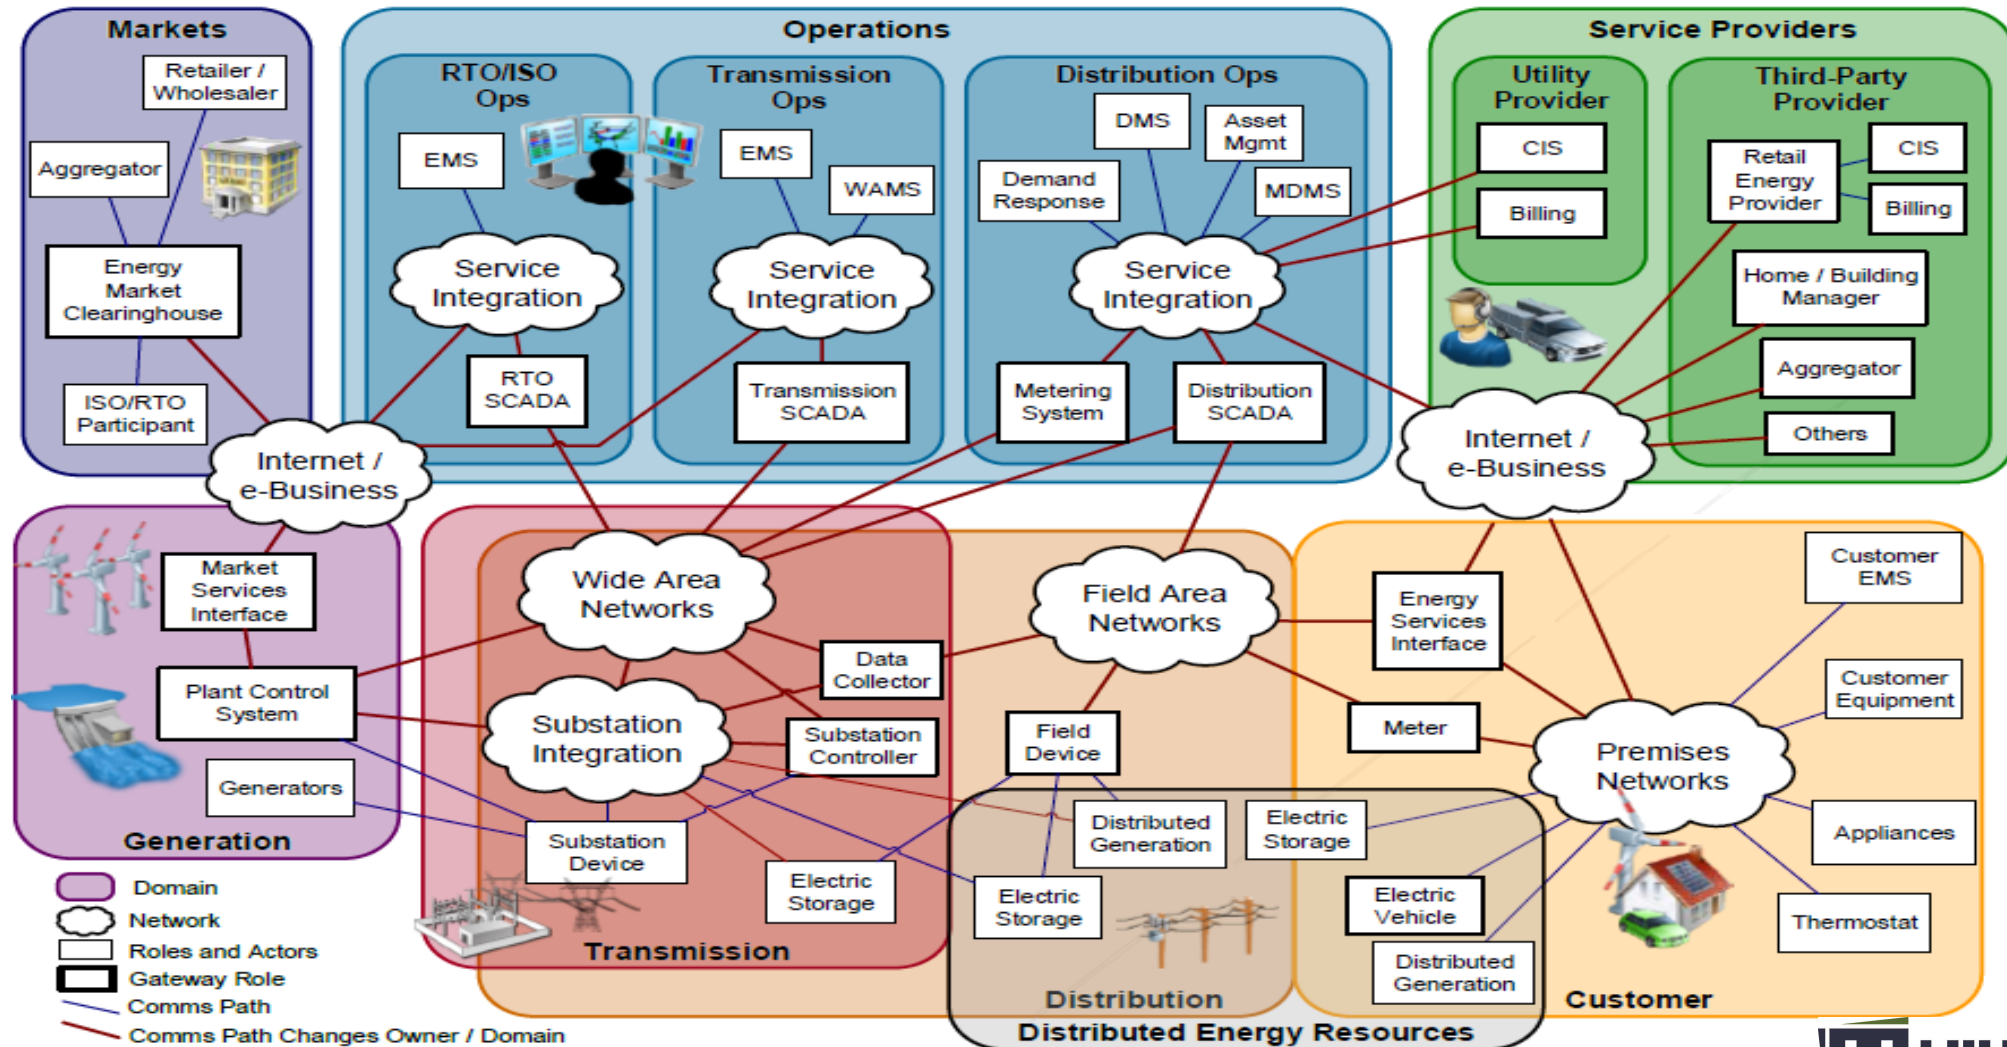 Markets
Retailer /
Wholesaler
Aggregator
Energy
Market
Clearinghouse
ISO/RTO
Participant
Operations
RTO/ISO
Ops
EMS
Service
Integration
RTO
SCADA
Transmission
Ops
EMS
WAMS
Service
Integration
Transmission
SCADA
Distribution Ops
DMS
Asset
Mgmt
Demand
Response
MDMS
Service
Integration
Metering
System
Distribution
SCADA
Service Providers
Utility
Provider
CIS
Billing
Third-Party
Provider
Retail
Energy
Provider
CIS
Billing
Home / Building
Manager
Aggregator
Others
Internet /
e-Business
Internet /
e-Business
Market
Services
Interface
Plant Control
System
Generators
Generation
Wide Area
Networks
Data
Collector
Substation
Integration
Substation
Controller
Substation
Device
Electric
Storage
Transmission
Field Area
Networks
Field
Device
Distributed
Generation
Electric
Storage
Distribution
Energy
Services
Interface
Meter
Customer
EMS
Customer
Equipment
Premises
Networks
Appliances
Thermostat
Electric
Storage
Electric
Vehicle
Distributed
Generation
Customer
Distributed Energy Resources
Domain
Network
Roles and Actors
Gateway Role
Comms Path
Comms Path Changes Owner / Domain